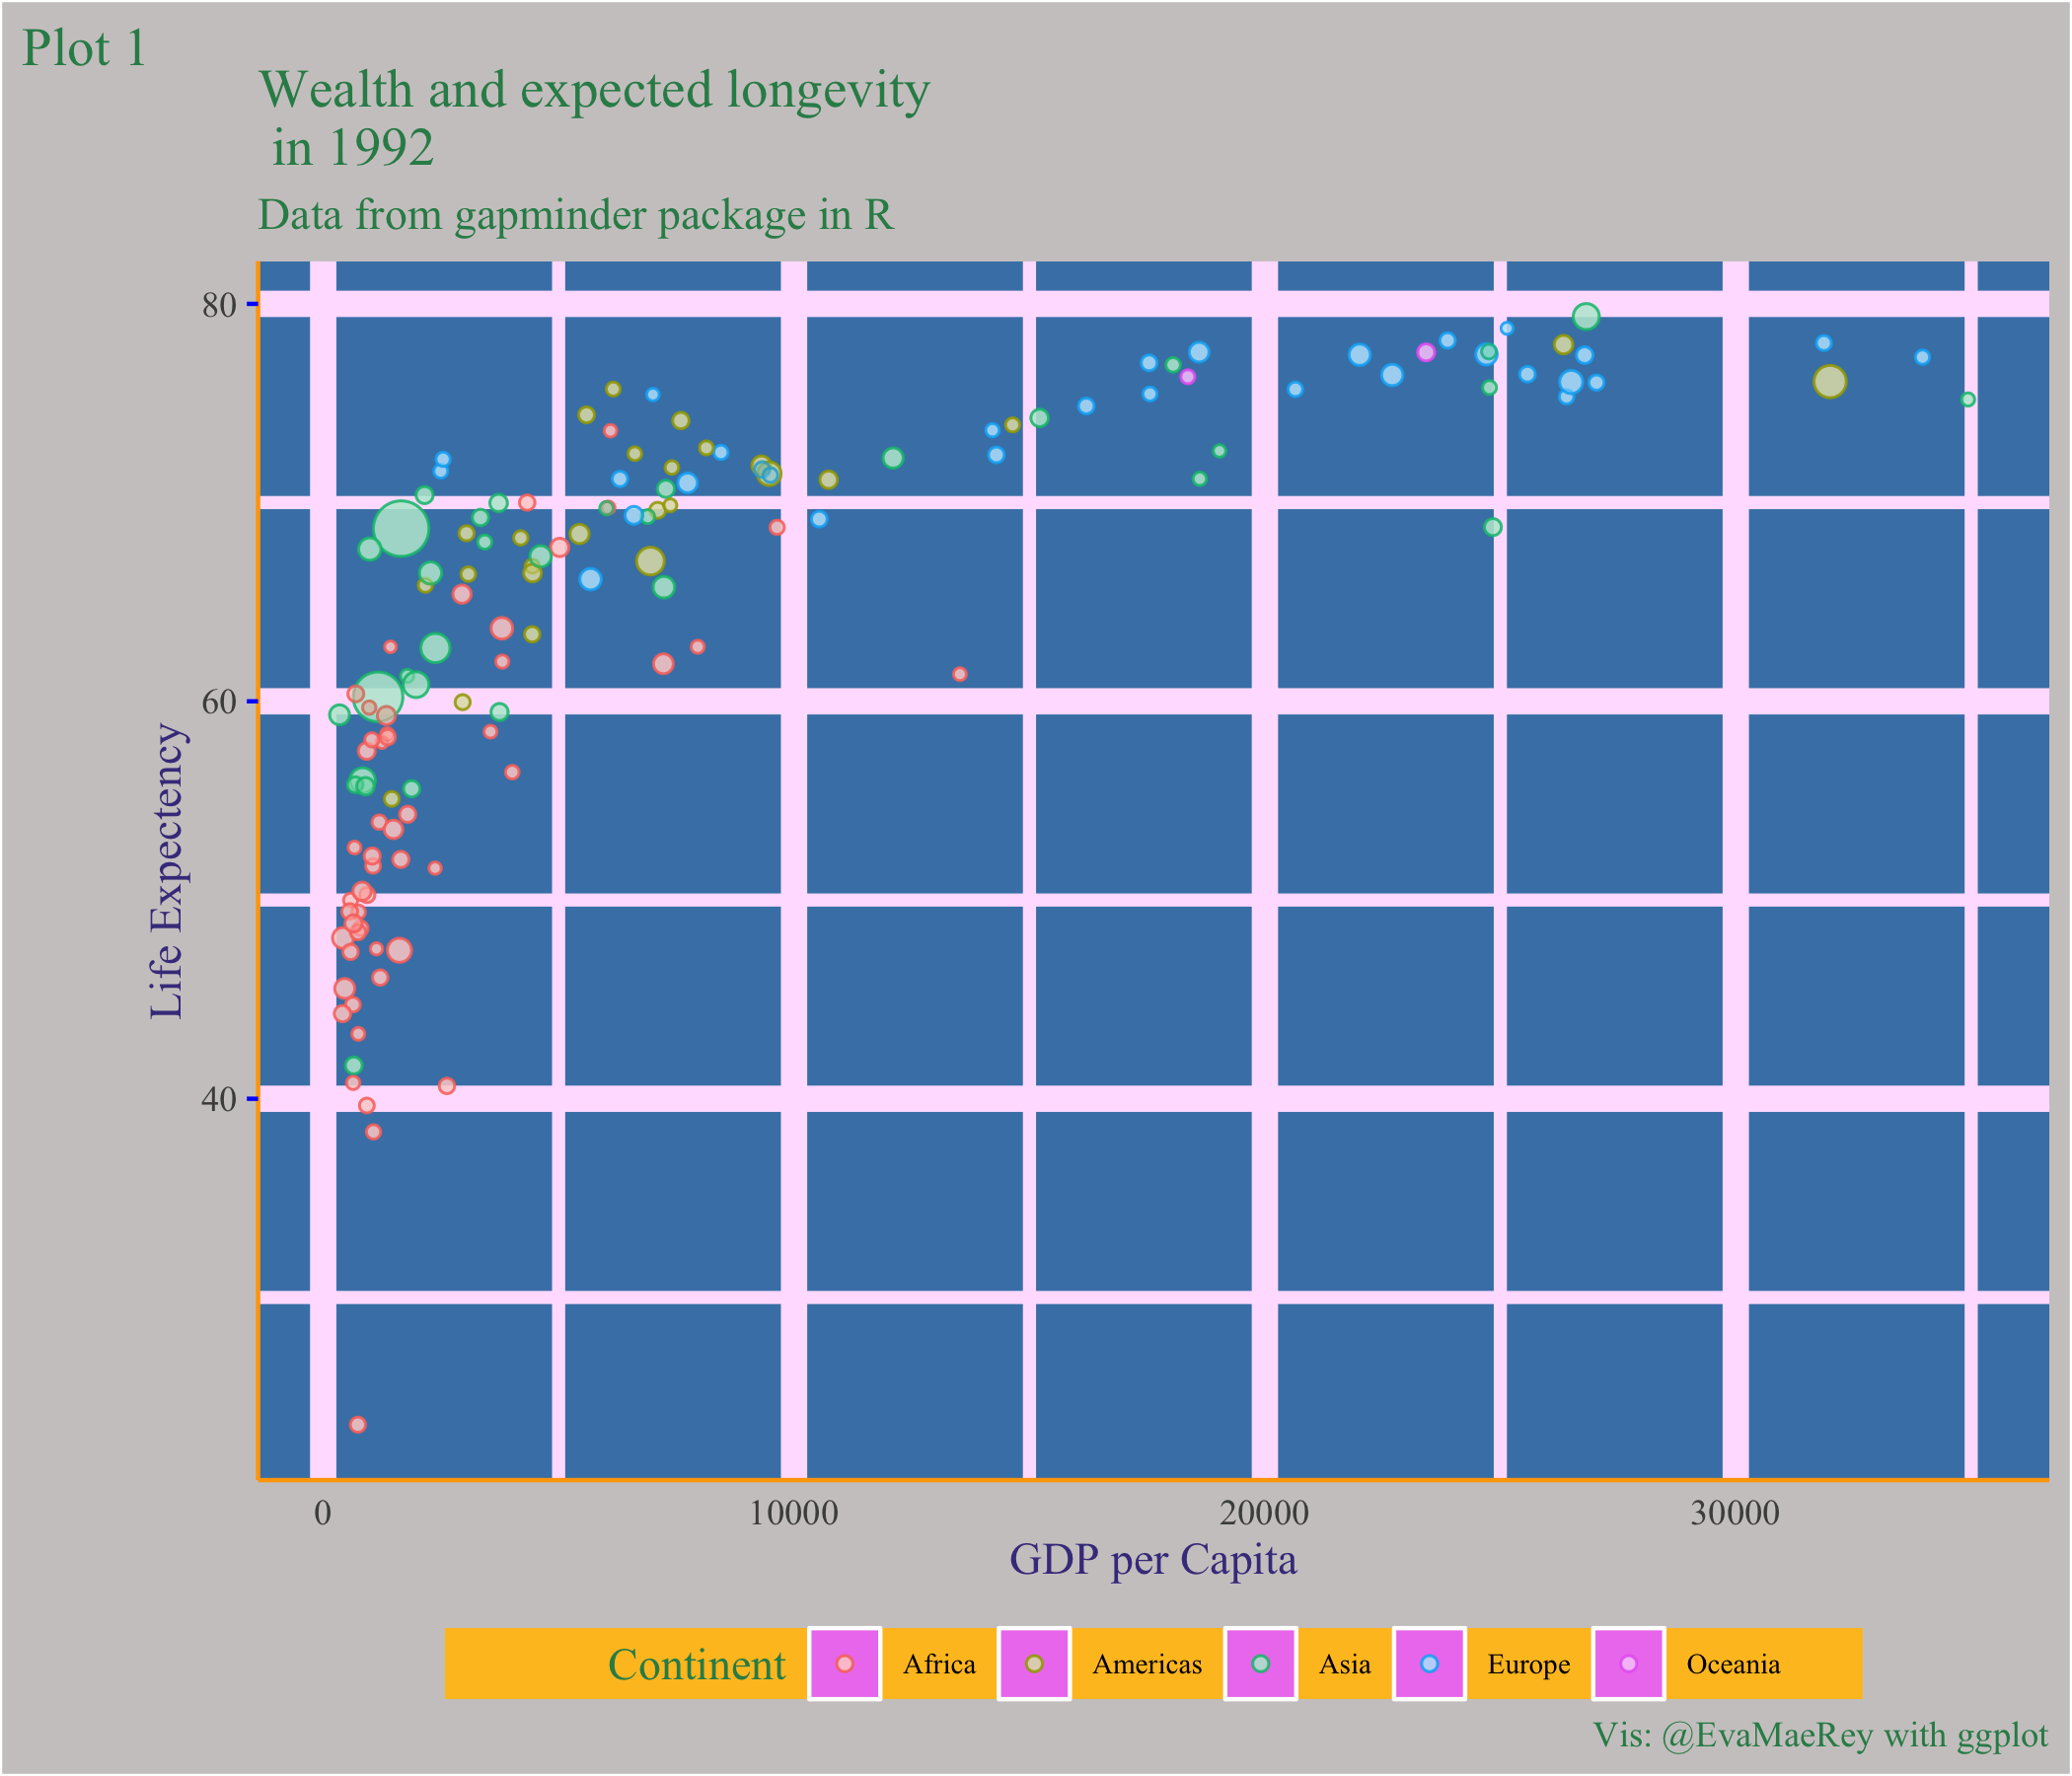 Plot 1
Wealth and expected longevity
in 1992
Data from gapminder package in R
80
60
40
Life Expectency
0 10000 20000 30000
GDP per Capita
Continent Africa Americas Asia Europe Oceania
Vis: @EvaMaeRey with ggplot